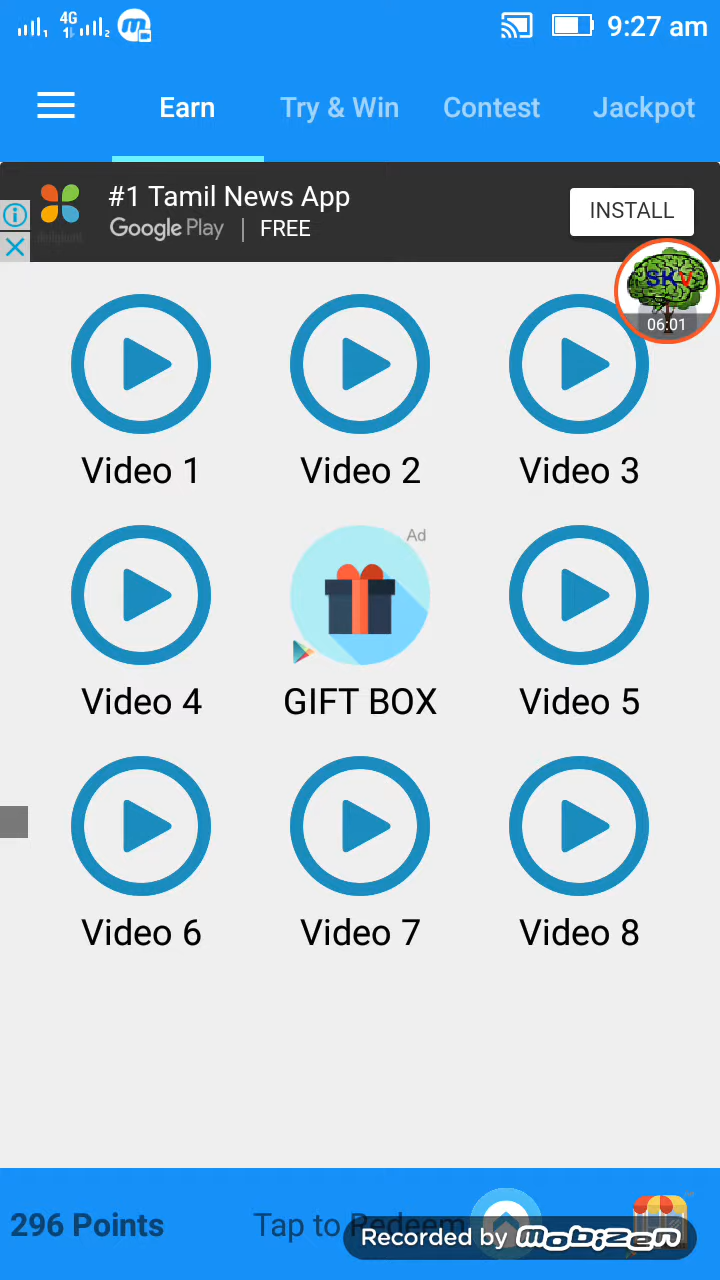 4G 9:27 am
Earn Try & Win Contest Jackpot
#1 Tamil News App
Google Play | FREE
INSTALL
SKV
06:01
Video 1 Video 2 Video 3
Ad
Video 4 GIFT BOX Video 5
Video 6 Video 7 Video 8
296 Points Tap to Redeem
Recorded by mobizen